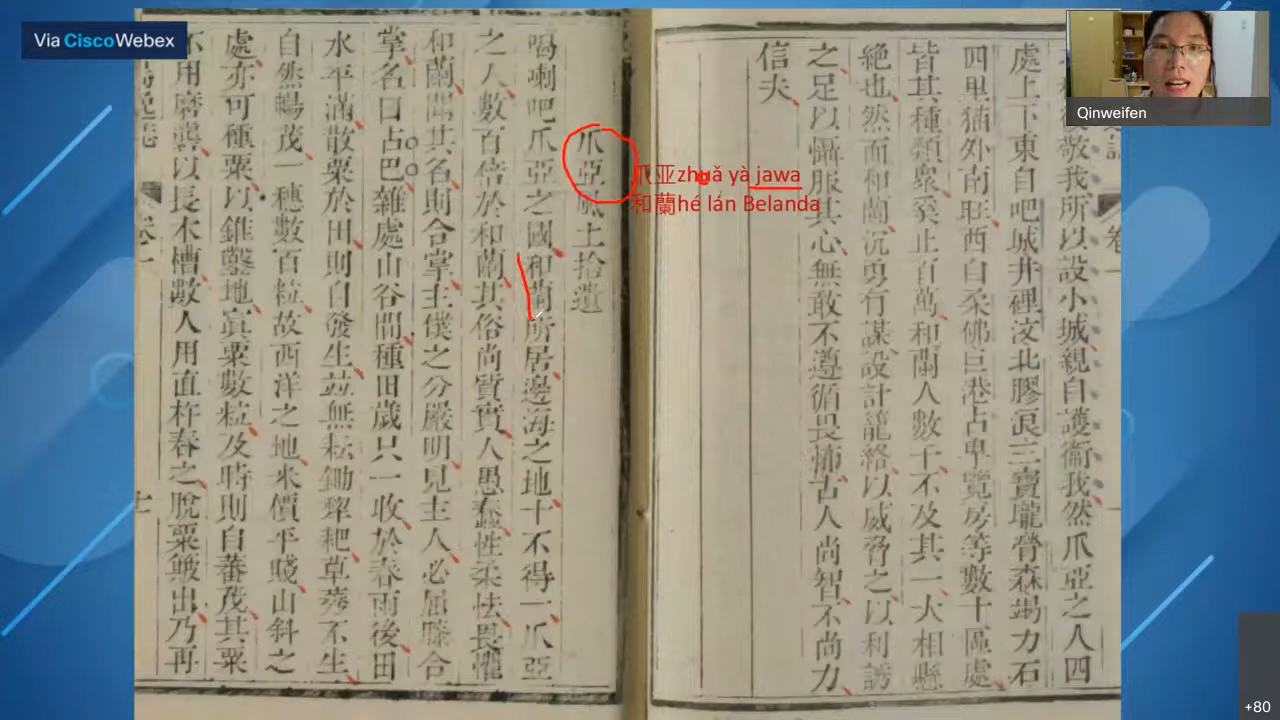 Via Cisco Webex
Qinweifen
敬我所以設小城親自護衞我然爪亞之人四
處上下東自吧城井裡汶北膠浪三寶壠膋森竭力石
四里猫外南旺西自柔佛巨港占卑覽房等數十區處
皆其種類衆至止百萬和蘭人數千不及其一大相懸
絕也然而和蘭沉勇有謀設計籠絡以威脅之以利誘
之足以懾服其心無敢不遵循畏怖古人尚智不尚力
信夫
爪亞風土拾遺
爪亚zhuǎ yà jawa
和蘭hé lán Belanda
噶喇吧爪亞之國和蘭所居邊海之地十不得一爪亞
之人數百倍於和蘭其俗尚質實人愚蠢性柔怯畏懼
和蘭聞其名則合掌主僕之分嚴明見主人必屈膝合
掌名曰占巴雜處山谷間種田歲只一收於春雨後田
水平滿散粟於田則自發生並無耘鋤犂耙草莠不生
自然暢茂一穗數百粒故西洋之地米價平賤山斜之
處亦可種粟以錐鑿地寘粟數粒及時則自蕃茂其粟
不用磨礱以長木槽數人用直杵舂之脫粟皴出乃再
+80